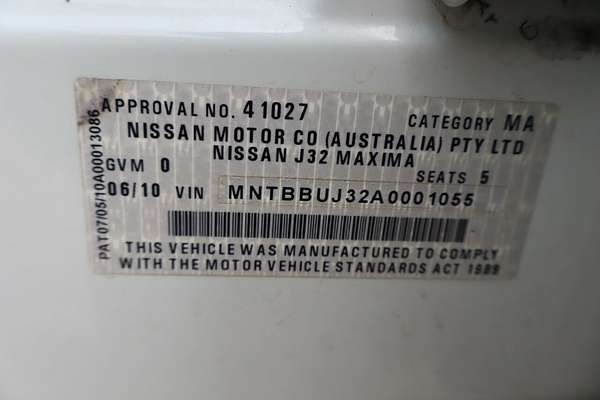 APPROVAL NO. 41027 CATEGORY MA
NISSAN MOTOR CO (AUSTRALIA) PTY LTD
NISSAN J32 MAXIMA
GVM 0 SEATS 5
06/10 VIN MNTBBUJ32A0001055
THIS VEHICLE WAS MANUFACTURED TO COMPLY
WITH THE MOTOR VEHICLE STANDARDS ACT 1989
PAT07/05/10A00013086